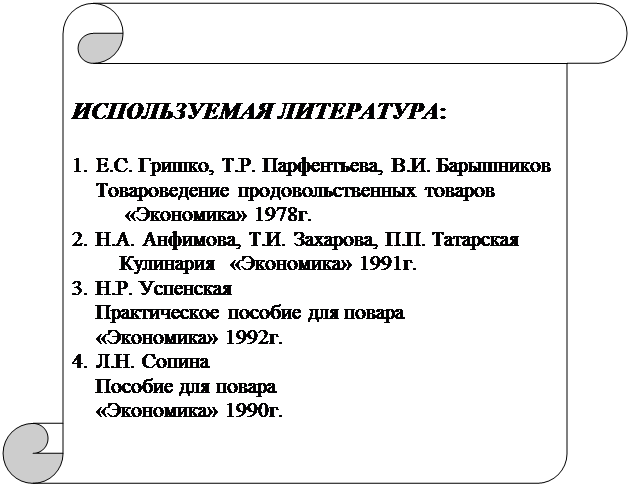 ИСПОЛЬЗУЕМАЯ ЛИТЕРАТУРА:
1. Е.С. Гришко, Т.Р. Парфентьева, В.И. Барышников
Товароведение продовольственных товаров
«Экономика» 1978г.
2. Н.А. Анфимова, Т.И. Захарова, П.П. Татарская
Кулинария «Экономика» 1991г.
3. Н.Р. Успенская
Практическое пособие для повара
«Экономика» 1992г.
4. Л.Н. Сопина
Пособие для повара
«Экономика» 1990г.